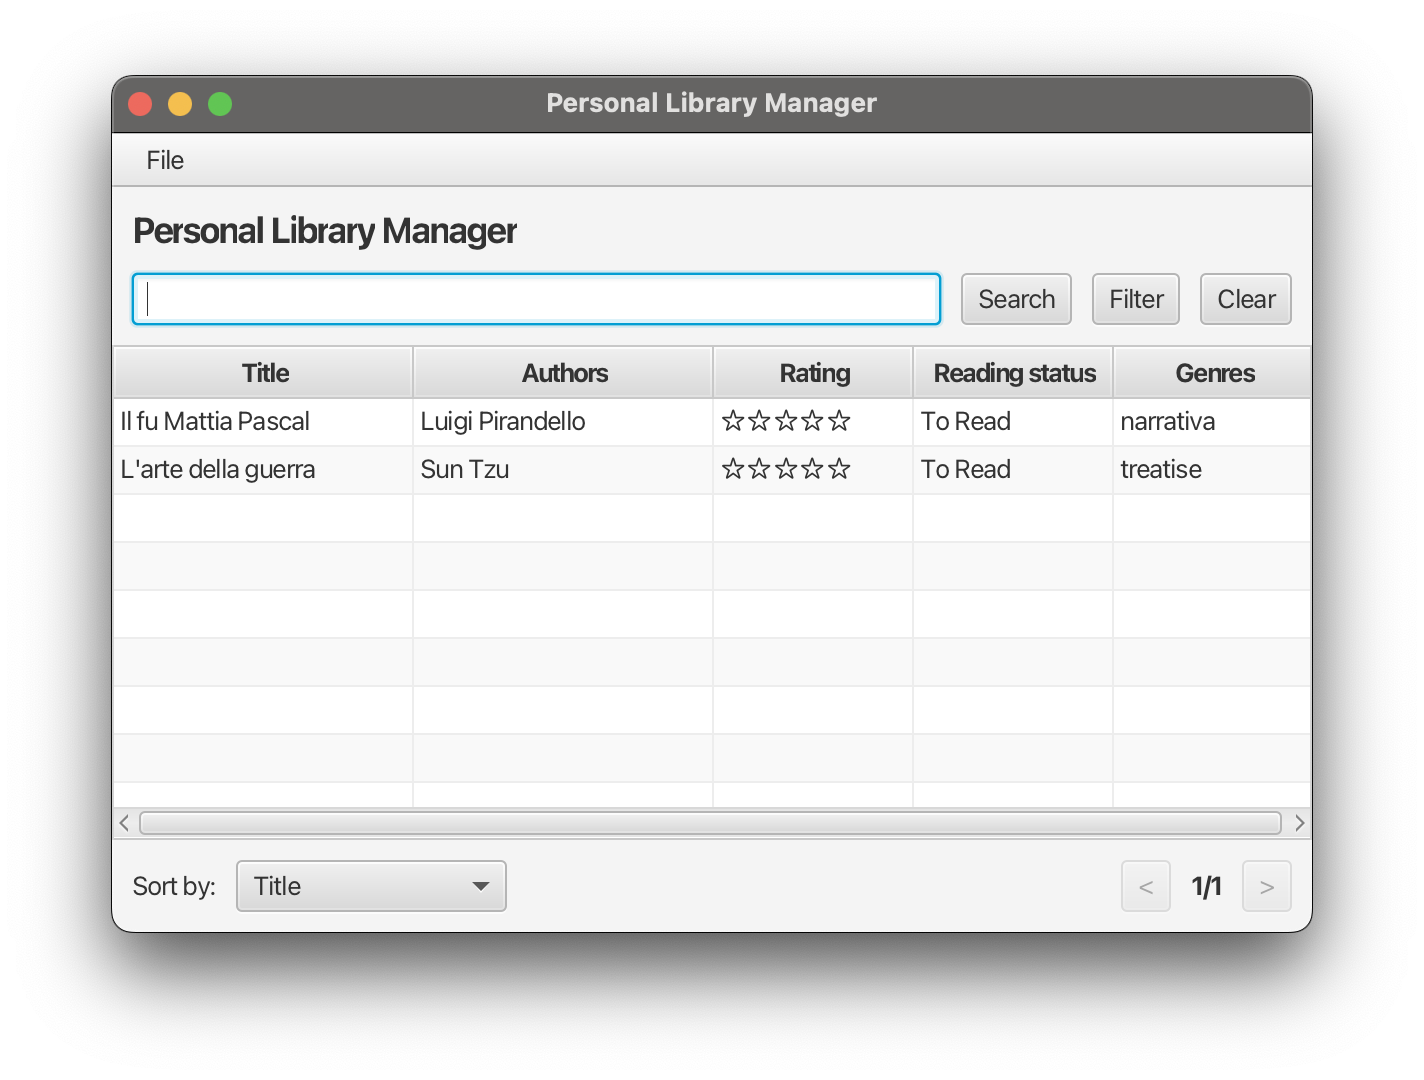 Personal Library Manager
File
Personal Library Manager
Search Filter Clear
Title Authors Rating Reading status Genres
Il fu Mattia Pascal Luigi Pirandello ☆☆☆☆☆ To Read narrativa
L'arte della guerra Sun Tzu ☆☆☆☆☆ To Read treatise
Sort by: Title < 1/1 >